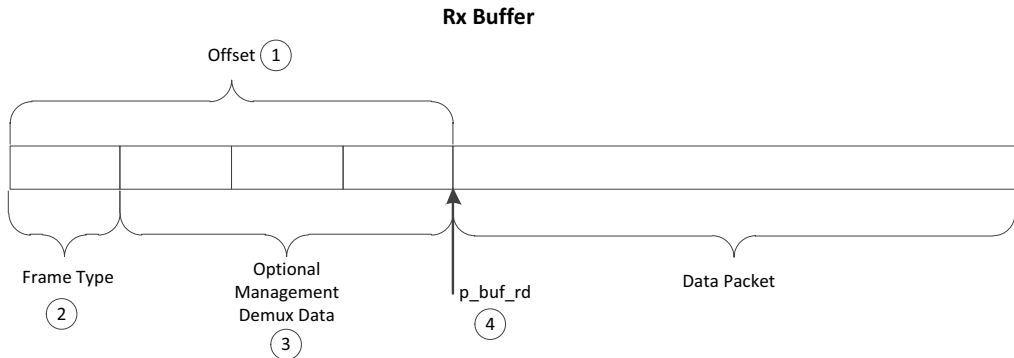 Rx Buffer
Offset 1
Frame Type
2
Optional
Management
Demux Data
3
p_buf_rd
4
Data Packet